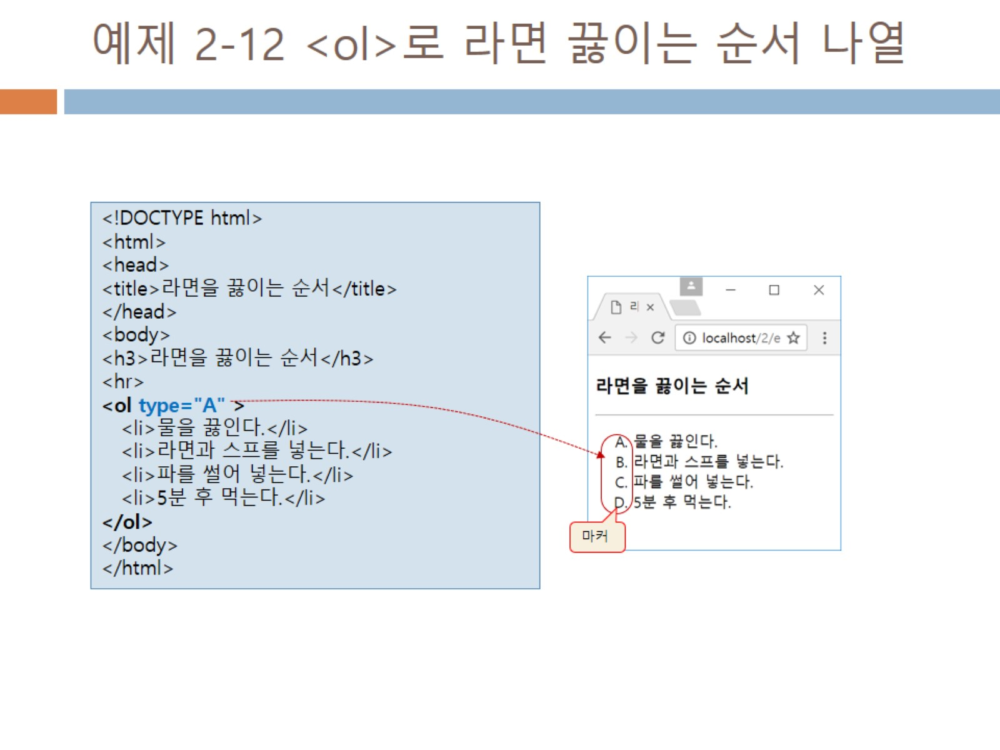 예제 2-12 <ol>로 라면 끓이는 순서 나열
<!DOCTYPE html>
<html>
<head>
<title>라면을 끓이는 순서</title>
</head>
<body>
<h3>라면을 끓이는 순서</h3>
<hr>
<ol type="A" >
<li>물을 끓인다.</li>
<li>라면과 스프를 넣는다.</li>
<li>파를 썰어 넣는다.</li>
<li>5분 후 먹는다.</li>
</ol>
</body>
</html>
localhost/2/e
라면을 끓이는 순서
A. 물을 끓인다.
B. 라면과 스프를 넣는다.
C. 파를 썰어 넣는다.
D. 5분 후 먹는다.
마커